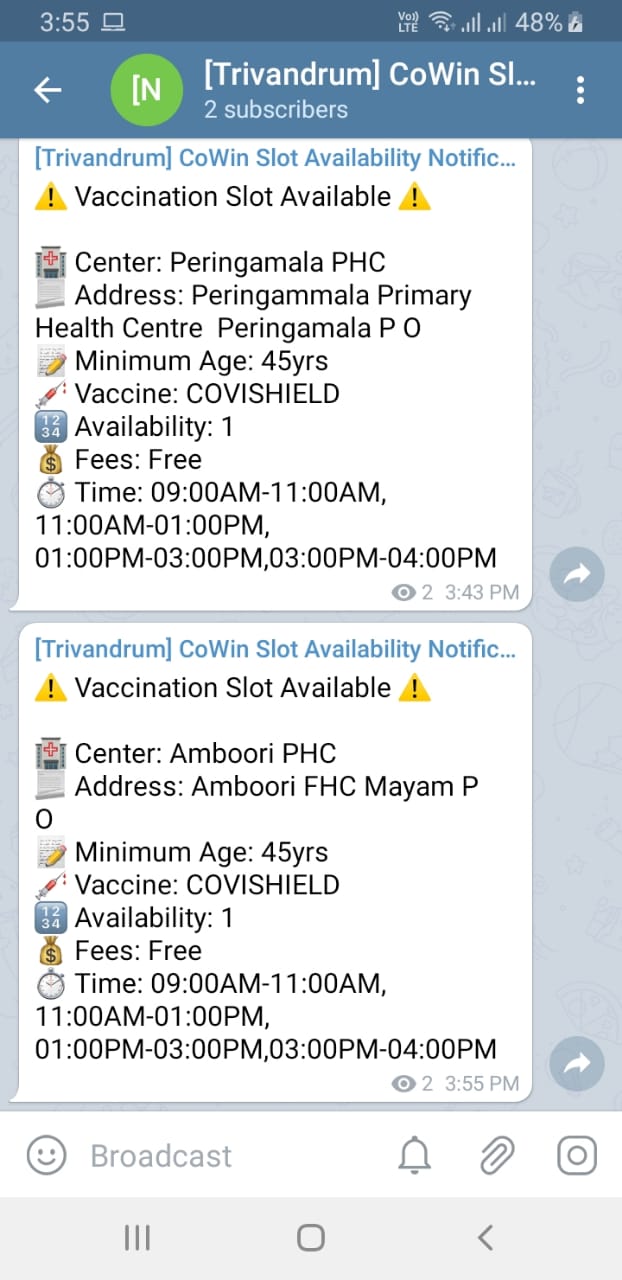 3:55 Vo)) LTE 48%
[N [Trivandrum] CoWin Sl...
2 subscribers
[Trivandrum] CoWin Slot Availability Notific...
⚠️ Vaccination Slot Available ⚠️
🏥 Center: Peringamala PHC
🧾 Address: Peringammala Primary
Health Centre  Peringamala P O
📝 Minimum Age: 45yrs
💉 Vaccine: COVISHIELD
🔢 Availability: 1
💰 Fees: Free
⏱ Time: 09:00AM-11:00AM,
11:00AM-01:00PM,
01:00PM-03:00PM,03:00PM-04:00PM
2 3:43 PM
[Trivandrum] CoWin Slot Availability Notific...
⚠️ Vaccination Slot Available ⚠️
🏥 Center: Amboori PHC
🧾 Address: Amboori FHC Mayam P
O
📝 Minimum Age: 45yrs
💉 Vaccine: COVISHIELD
🔢 Availability: 1
💰 Fees: Free
⏱ Time: 09:00AM-11:00AM,
11:00AM-01:00PM,
01:00PM-03:00PM,03:00PM-04:00PM
2 3:55 PM
Broadcast